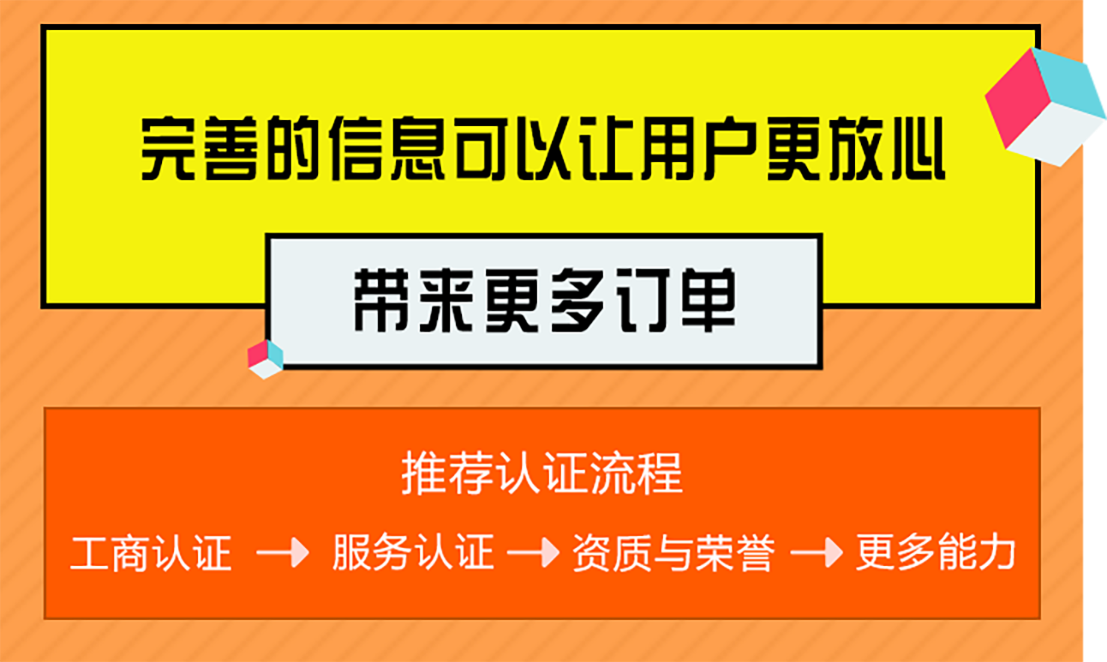 完善的信息可以让用户更放心
带来更多订单
推荐认证流程
工商认证 → 服务认证 → 资质与荣誉 → 更多能力